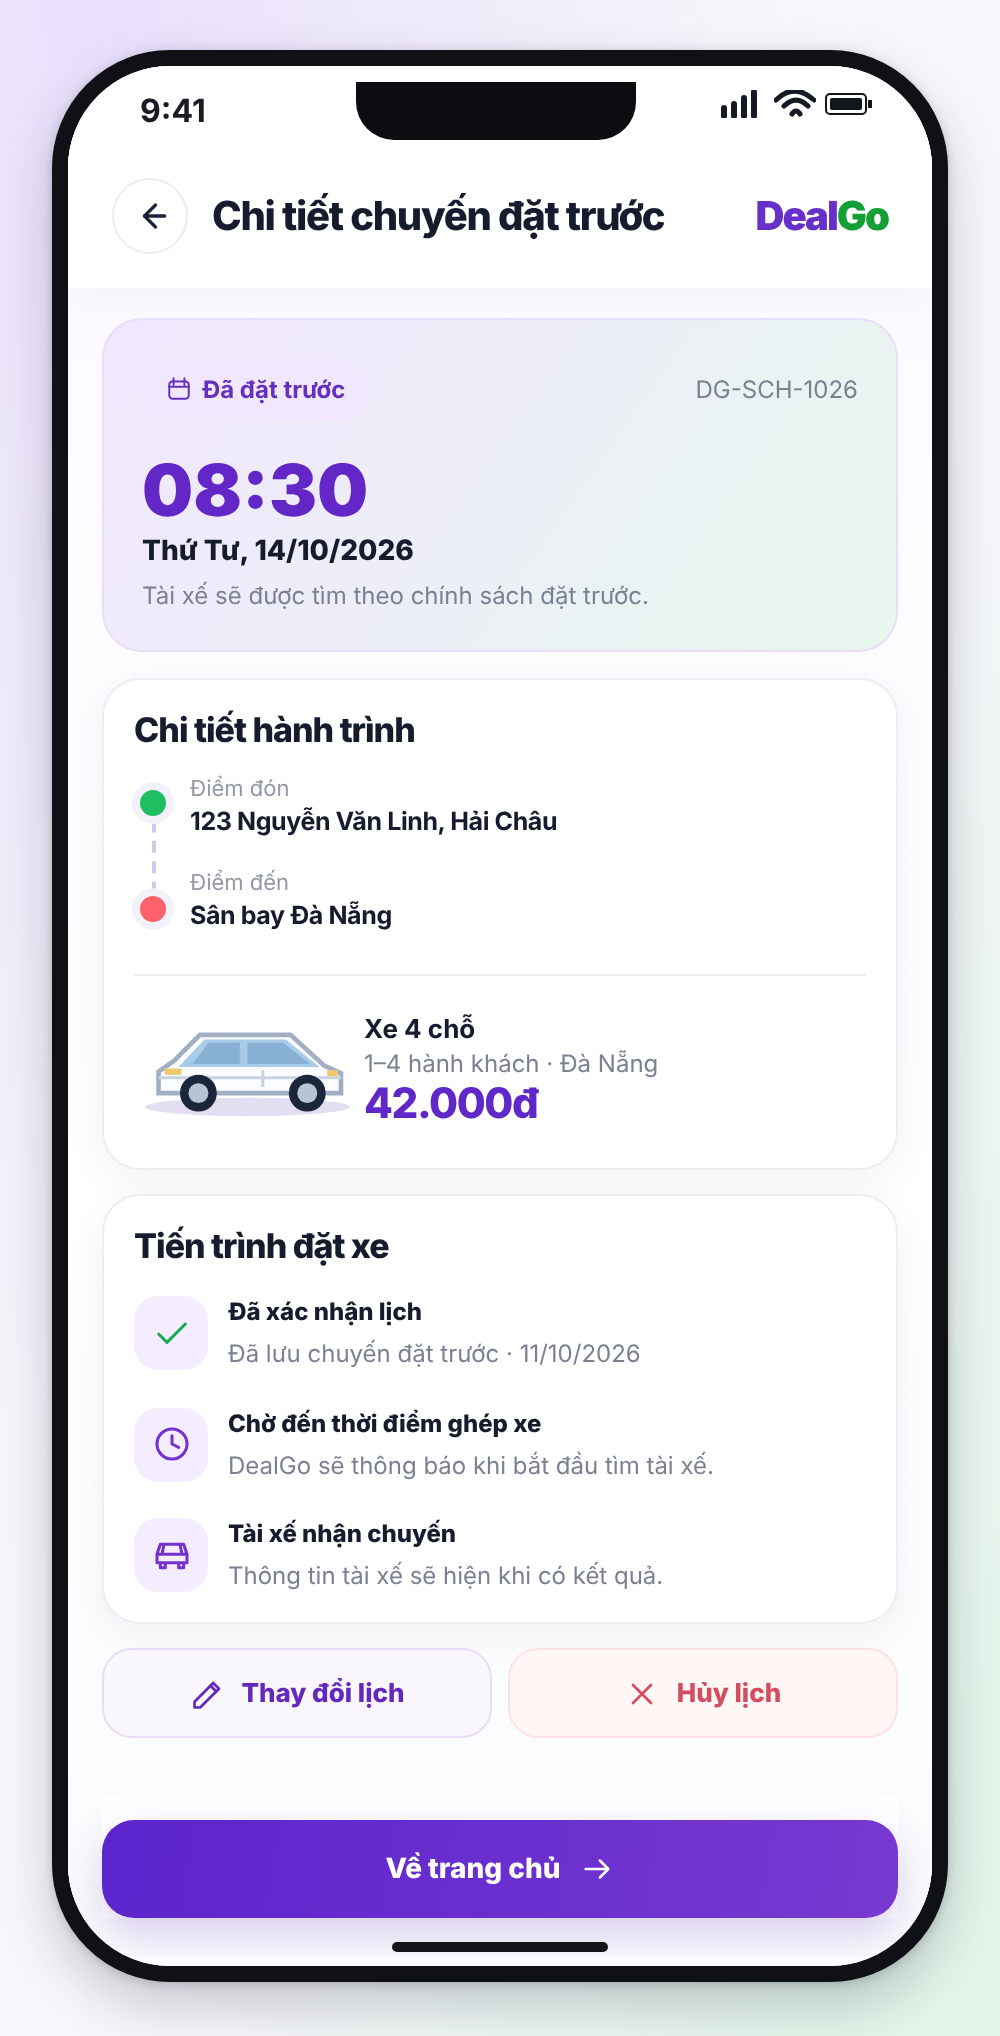 9:41
Chi tiết chuyến đặt trước
DealGo
Đã đặt trước
DG-SCH-1026
08:30
Thứ Tư, 14/10/2026
Tài xế sẽ được tìm theo chính sách đặt trước.
Chi tiết hành trình
Điểm đón
123 Nguyễn Văn Linh, Hải Châu
Điểm đến
Sân bay Đà Nẵng
Xe 4 chỗ
1–4 hành khách · Đà Nẵng
42.000đ
Tiến trình đặt xe
Đã xác nhận lịch
Đã lưu chuyến đặt trước · 11/10/2026
Chờ đến thời điểm ghép xe
DealGo sẽ thông báo khi bắt đầu tìm tài xế.
Tài xế nhận chuyến
Thông tin tài xế sẽ hiện khi có kết quả.
Thay đổi lịch
Hủy lịch
Về trang chủ